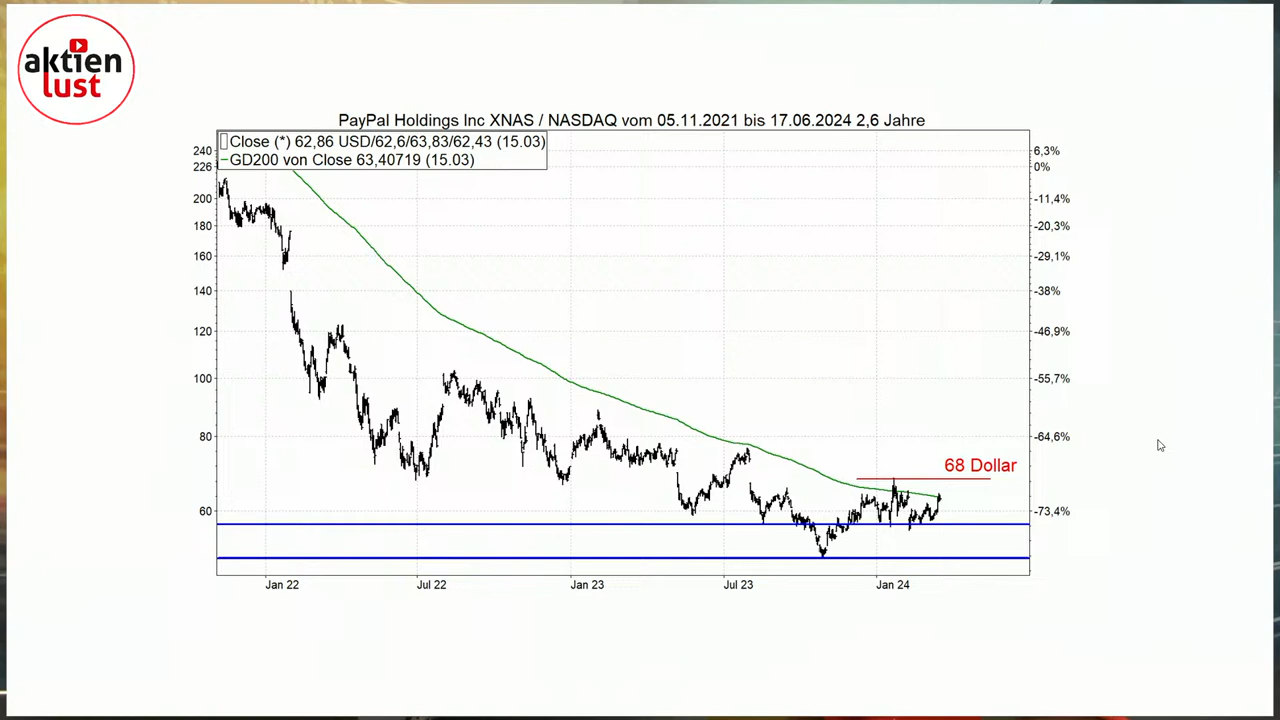 aktien
lust
PayPal Holdings Inc XNAS / NASDAQ vom 05.11.2021 bis 17.06.2024 2,6 Jahre
Close (*) 62,86 USD/62,6/63,83/62,43 (15.03)
GD200 von Close 63,40719 (15.03)
240
226
200
180
160
140
120
100
80
60
6,3%
0%
-11,4%
-20,3%
-29,1%
-38%
-46,9%
-55,7%
-64,6%
-73,4%
68 Dollar
Jan 22
Jul 22
Jan 23
Jul 23
Jan 24